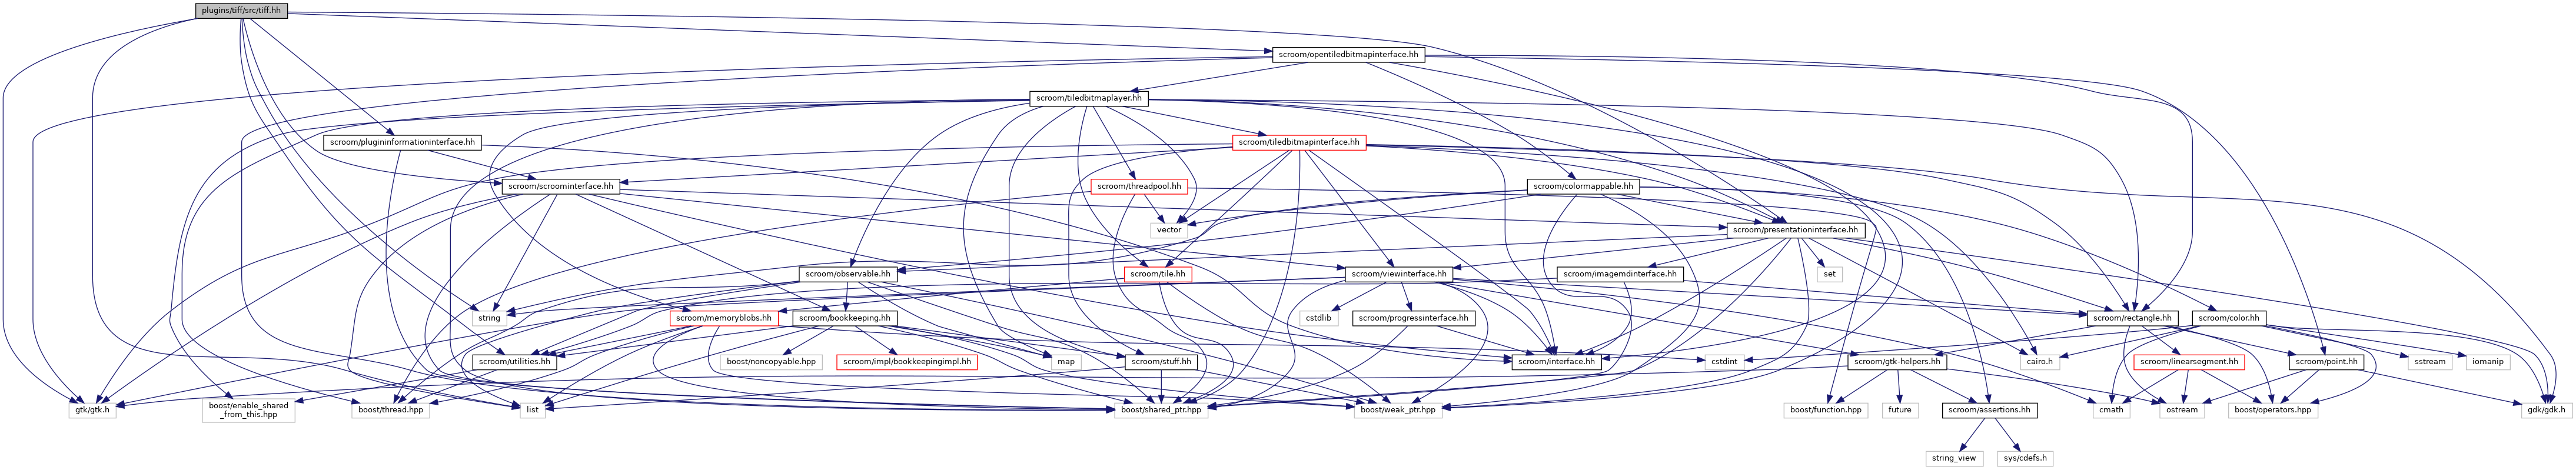 plugins/tiff/src/tiff.hh
scroom/opentiledbitmapinterface.hh
scroom/tiledbitmaplayer.hh
scroom/plugininformationinterface.hh
scroom/tiledbitmapinterface.hh
scroom/scroominterface.hh
scroom/threadpool.hh
scroom/colormappable.hh
vector
scroom/presentationinterface.hh
scroom/observable.hh
scroom/tile.hh
scroom/viewinterface.hh
scroom/imagemdinterface.hh
set
string
scroom/memoryblobs.hh
scroom/bookkeeping.hh
cstdlib
scroom/progressinterface.hh
scroom/rectangle.hh
scroom/color.hh
scroom/utilities.hh
boost/noncopyable.hpp
scroom/impl/bookkeepingimpl.hh
map
scroom/stuff.hh
scroom/interface.hh
cstdint
scroom/gtk-helpers.hh
cairo.h
scroom/linearsegment.hh
scroom/point.hh
sstream
iomanip
gtk/gtk.h
boost/enable_shared
_from_this.hpp
boost/thread.hpp
list
boost/shared_ptr.hpp
boost/weak_ptr.hpp
boost/function.hpp
future
scroom/assertions.hh
cmath
ostream
boost/operators.hpp
gdk/gdk.h
string_view
sys/cdefs.h